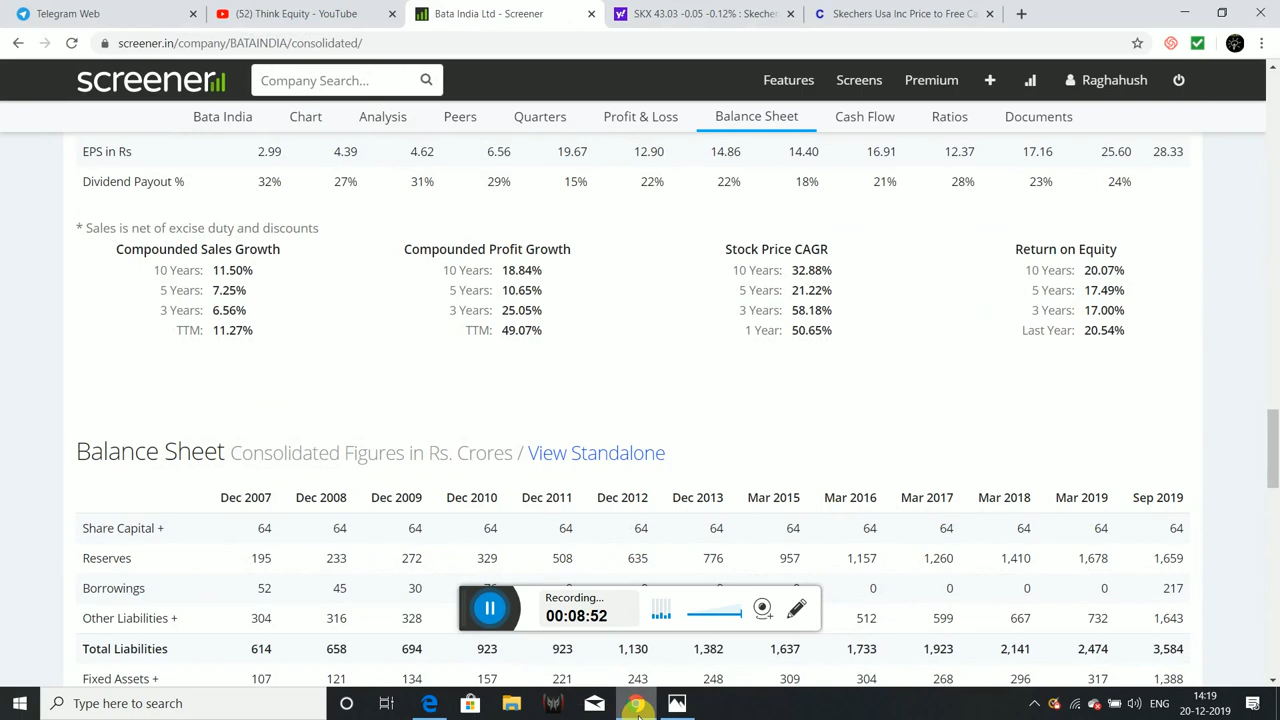 Telegram Web
(52) Think Equity - YouTube
Bata India Ltd - Screener
SKX 43.03 -0.05 -0.12% : Skeche
Skechers Usa Inc Price to Free Ca
screener.in/company/BATAINDIA/consolidated/
screener
Company Search...
Features Screens Premium Raghahush
Bata India Chart Analysis Peers Quarters Profit & Loss Balance Sheet Cash Flow Ratios Documents
EPS in Rs 2.99 4.39 4.62 6.56 19.67 12.90 14.86 14.40 16.91 12.37 17.16 25.60 28.33
Dividend Payout % 32% 27% 31% 29% 15% 22% 22% 18% 21% 28% 23% 24%
* Sales is net of excise duty and discounts
Compounded Sales Growth Compounded Profit Growth Stock Price CAGR Return on Equity
10 Years: 11.50% 10 Years: 18.84% 10 Years: 32.88% 10 Years: 20.07%
5 Years: 7.25% 5 Years: 10.65% 5 Years: 21.22% 5 Years: 17.49%
3 Years: 6.56% 3 Years: 25.05% 3 Years: 58.18% 3 Years: 17.00%
TTM: 11.27% TTM: 49.07% 1 Year: 50.65% Last Year: 20.54%
Balance Sheet Consolidated Figures in Rs. Crores / View Standalone
Dec 2007 Dec 2008 Dec 2009 Dec 2010 Dec 2011 Dec 2012 Dec 2013 Mar 2015 Mar 2016 Mar 2017 Mar 2018 Mar 2019 Sep 2019
Share Capital + 64 64 64 64 64 64 64 64 64 64 64 64 64
Reserves 195 233 272 329 508 635 776 957 1,157 1,260 1,410 1,678 1,659
Borrowings 52 45 30 0 0 0 0 217
Other Liabilities + 304 316 328 512 599 667 732 1,643
Total Liabilities 614 658 694 923 923 1,130 1,382 1,637 1,733 1,923 2,141 2,474 3,584
Fixed Assets + 107 121 134 157 221 243 248 309 304 268 296 317 1,388
Recording...
00:08:52
Type here to search
ENG
14:19
20-12-2019